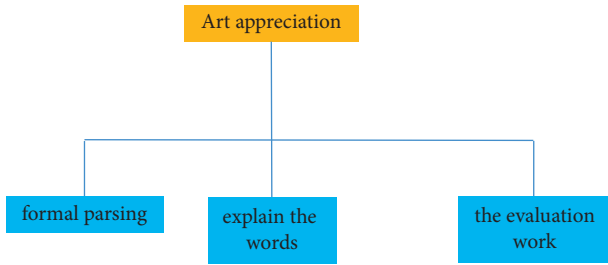 Art appreciation
formal parsing
explain the
words
the evaluation
work